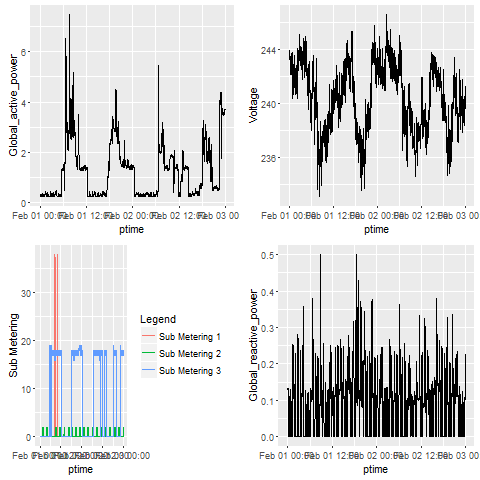 Global_active_power
6
4
2
0
Feb 01 00:00 Feb 01 12:00 Feb 02 00:00 Feb 02 12:00 Feb 03 00
ptime
Voltage
244
240
236
Feb 01 00:00 Feb 01 12:00 Feb 02 00:00 Feb 02 12:00 Feb 03 00
ptime
Sub Metering
30
20
10
0
ptime
Legend
Sub Metering 1
Sub Metering 2
Sub Metering 3
Global_reactive_power
0.5
0.4
0.3
0.2
0.1
0.0
Feb 01 00:00 Feb 01 12:00 Feb 02 00:00 Feb 02 12:00 Feb 03 00
ptime